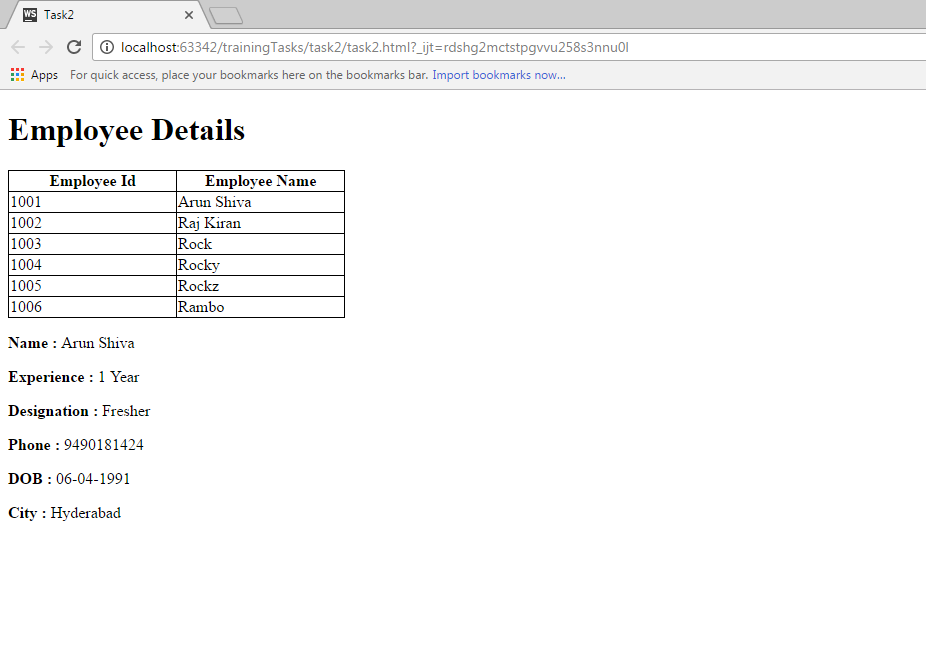 WS Task2
localhost:63342/trainingTasks/task2/task2.html?_ijt=rdshg2mctstpgvvu258s3nnu0l
Apps For quick access, place your bookmarks here on the bookmarks bar. Import bookmarks now...
Employee Details
Employee Id Employee Name
1001 Arun Shiva
1002 Raj Kiran
1003 Rock
1004 Rocky
1005 Rockz
1006 Rambo
Name : Arun Shiva
Experience : 1 Year
Designation : Fresher
Phone : 9490181424
DOB : 06-04-1991
City : Hyderabad